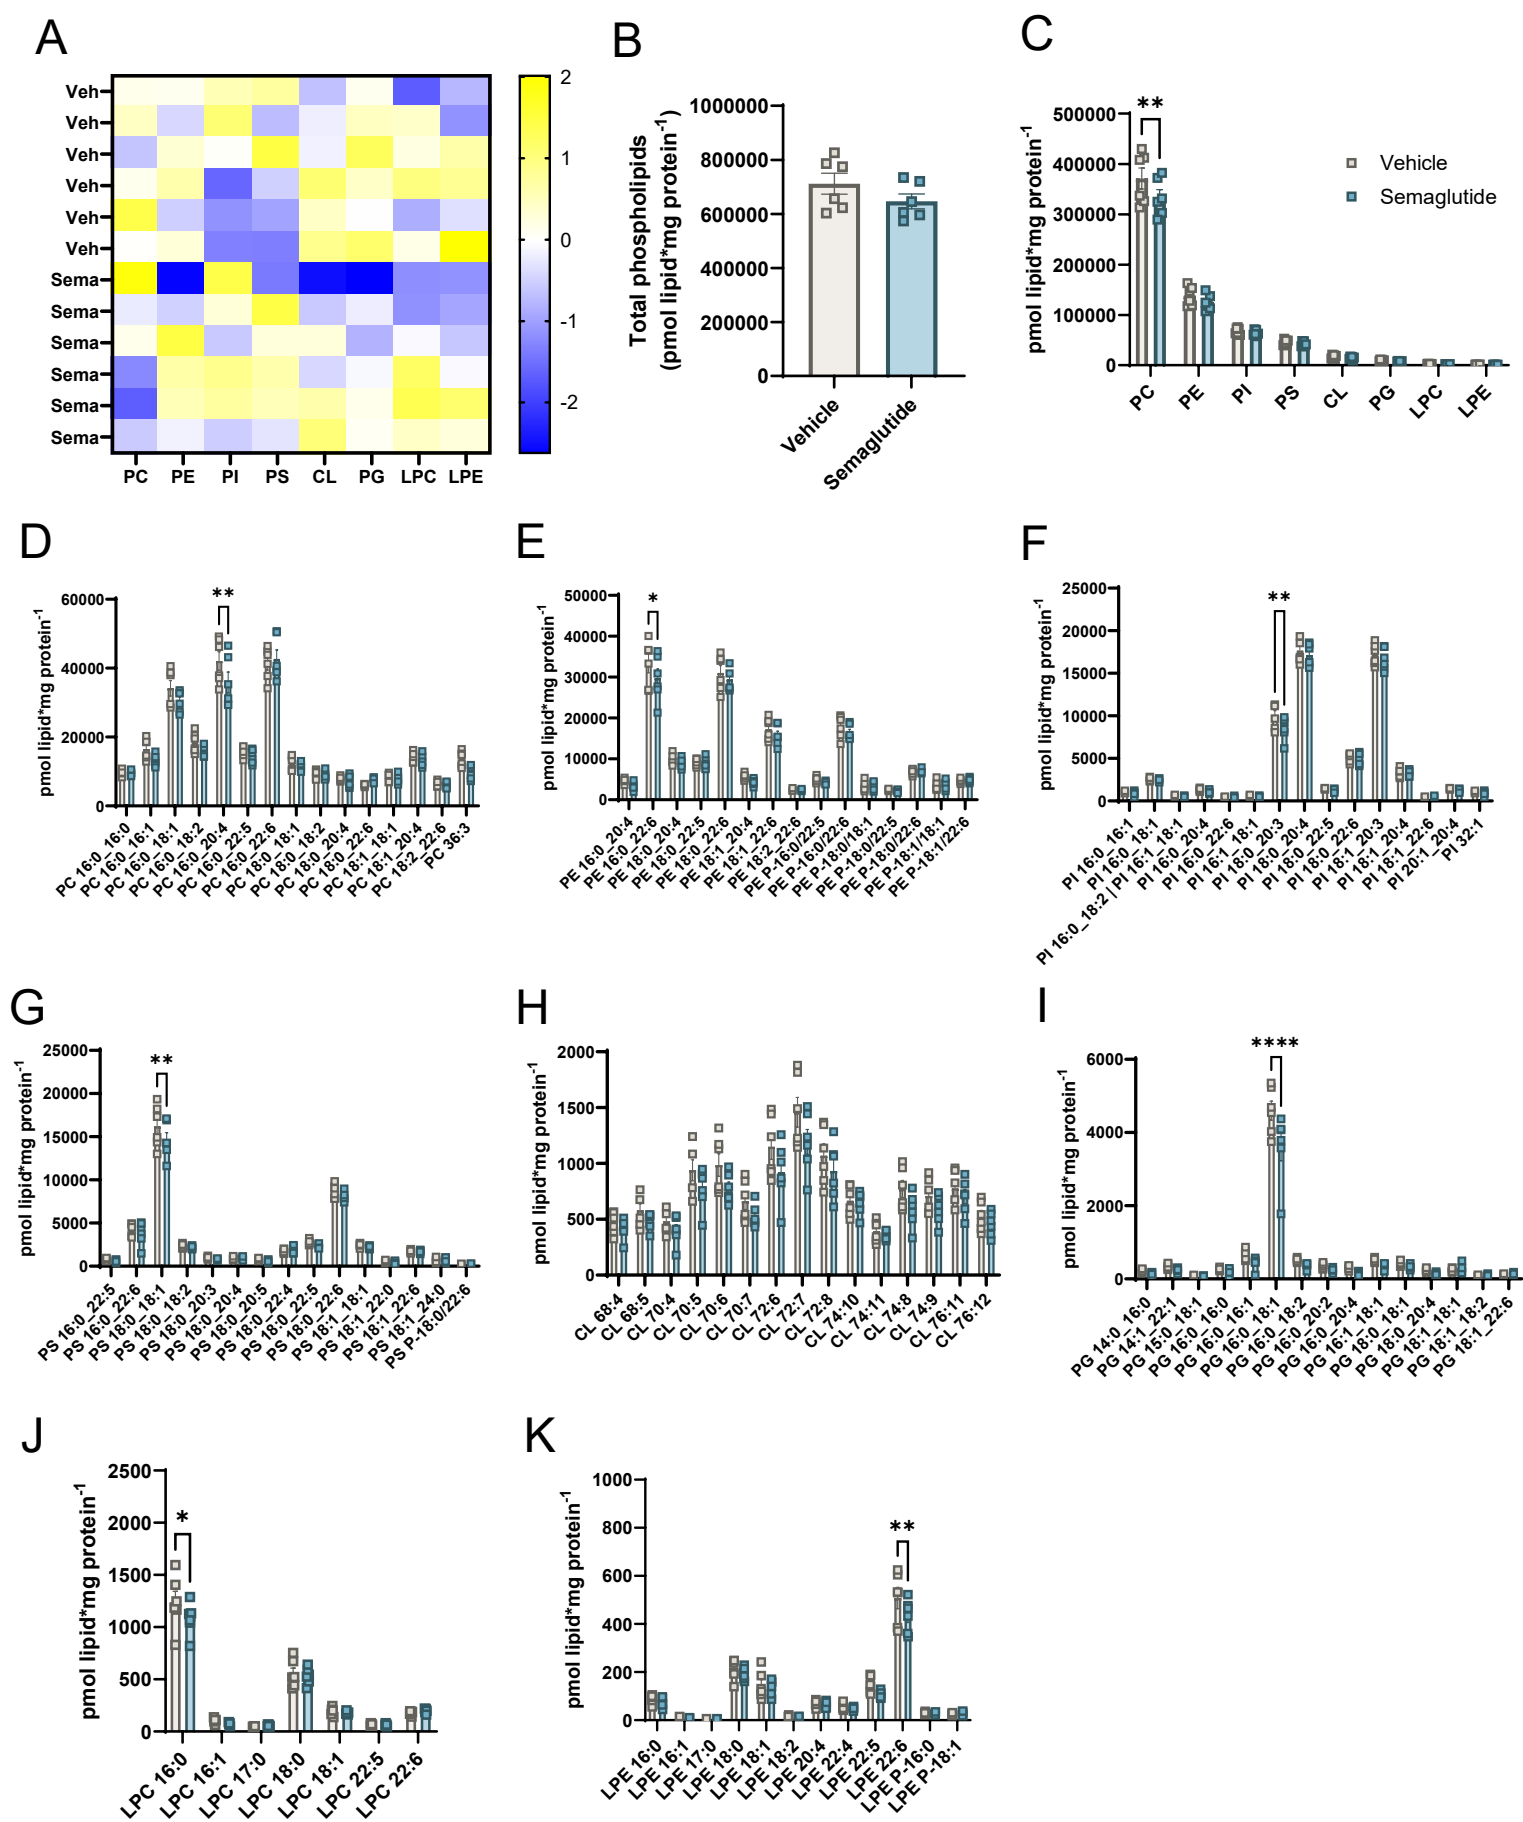 A
Veh
Veh
Veh
Veh
Veh
Veh
Sema
Sema
Sema
Sema
Sema
Sema
PC PE PI PS CL PG LPC LPE
2
1
0
-1
-2
B
Total phospholipids
(pmol lipid*mg protein-1)
1000000
800000
600000
400000
200000
0
Vehicle
Semaglutide
C
pmol lipid*mg protein-1
500000
400000
300000
200000
100000
0
**
Vehicle
Semaglutide
PC PE PI PS CL PG LPC LPE
D
pmol lipid*mg protein-1
60000
40000
20000
0
**
PC 16:0_16:0
PC 16:0_16:1
PC 16:0_18:1
PC 16:0_18:2
PC 16:0_20:4
PC 16:0_22:5
PC 16:0_22:6
PC 18:0_18:1
PC 18:0_18:2
PC 18:0_20:4
PC 18:0_22:6
PC 18:1_18:1
PC 18:1_20:4
PC 18:2_22:6
PC 36:3
E
pmol lipid*mg protein-1
50000
40000
30000
20000
10000
0
*
PE 16:0_20:4
PE 16:0_22:6
PE 18:0_20:4
PE 18:0_22:5
PE 18:0_22:6
PE 18:1_20:4
PE 18:1_22:6
PE 18:2_22:6
PE P-16:0/22:5
PE P-16:0/22:6
PE P-18:0/18:1
PE P-18:0/22:5
PE P-18:0/22:6
PE P-18:1/18:1
PE P-18:1/22:6
F
pmol lipid*mg protein-1
25000
20000
15000
10000
5000
0
**
PI 16:0_16:1
PI 16:0_18:1
PI 16:0_18:2 | PI 16:1_18:1
PI 16:0_20:4
PI 16:0_22:6
PI 16:1_18:1
PI 18:0_20:3
PI 18:0_20:4
PI 18:0_22:5
PI 18:0_22:6
PI 18:1_20:3
PI 18:1_20:4
PI 18:1_22:6
PI 20:1_20:4
PI 32:1
G
pmol lipid*mg protein-1
25000
20000
15000
10000
5000
0
**
PS 16:0_22:5
PS 16:0_22:6
PS 18:0_18:1
PS 18:0_18:2
PS 18:0_20:3
PS 18:0_20:4
PS 18:0_20:5
PS 18:0_22:4
PS 18:0_22:5
PS 18:0_22:6
PS 18:1_18:1
PS 18:1_22:0
PS 18:1_22:6
PS 18:1_24:0
PS P-18:0/22:6
H
pmol lipid*mg protein-1
2000
1500
1000
500
0
CL 68:4
CL 68:5
CL 70:4
CL 70:5
CL 70:6
CL 70:7
CL 72:6
CL 72:7
CL 72:8
CL 74:10
CL 74:11
CL 74:8
CL 74:9
CL 76:11
CL 76:12
I
pmol lipid*mg protein-1
6000
4000
2000
0
****
PG 14:0_16:0
PG 14:1_22:1
PG 15:0_18:1
PG 16:0_16:0
PG 16:0_16:1
PG 16:0_18:1
PG 16:0_18:2
PG 16:0_20:2
PG 16:0_20:4
PG 16:1_18:1
PG 18:0_18:1
PG 18:0_20:4
PG 18:1_18:1
PG 18:1_18:2
PG 18:1_22:6
J
pmol lipid*mg protein-1
2500
2000
1500
1000
500
0
*
LPC 16:0
LPC 16:1
LPC 17:0
LPC 18:0
LPC 18:1
LPC 22:5
LPC 22:6
K
pmol lipid*mg protein-1
1000
800
600
400
200
0
**
LPE 16:0
LPE 16:1
LPE 17:0
LPE 18:0
LPE 18:1
LPE 18:2
LPE 20:4
LPE 22:4
LPE 22:5
LPE 22:6
LPE P-16:0
LPE P-18:1